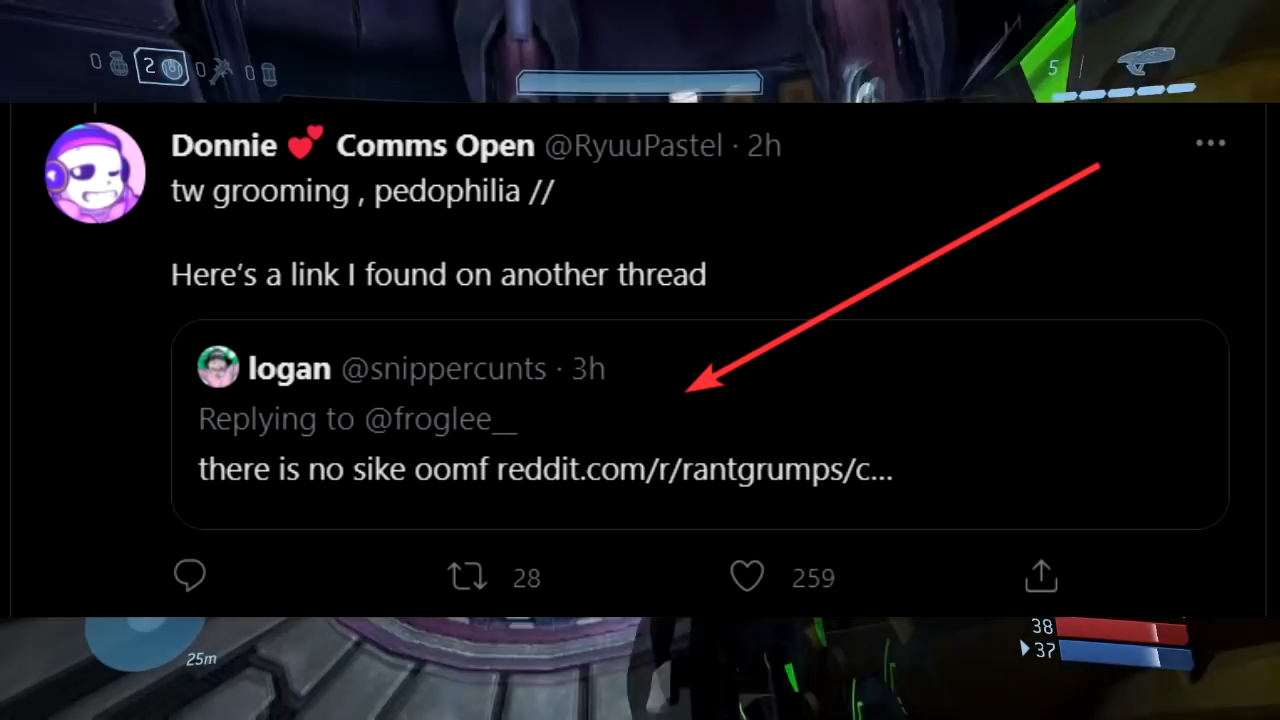 0 2 0 0
5
Donnie 💕 Comms Open @RyuuPastel · 2h
tw grooming , pedophilia //
Here’s a link I found on another thread
logan @snippercunts · 3h
Replying to @froglee__
there is no sike oomf reddit.com/r/rantgrumps/c...
28 259
25m
38
37